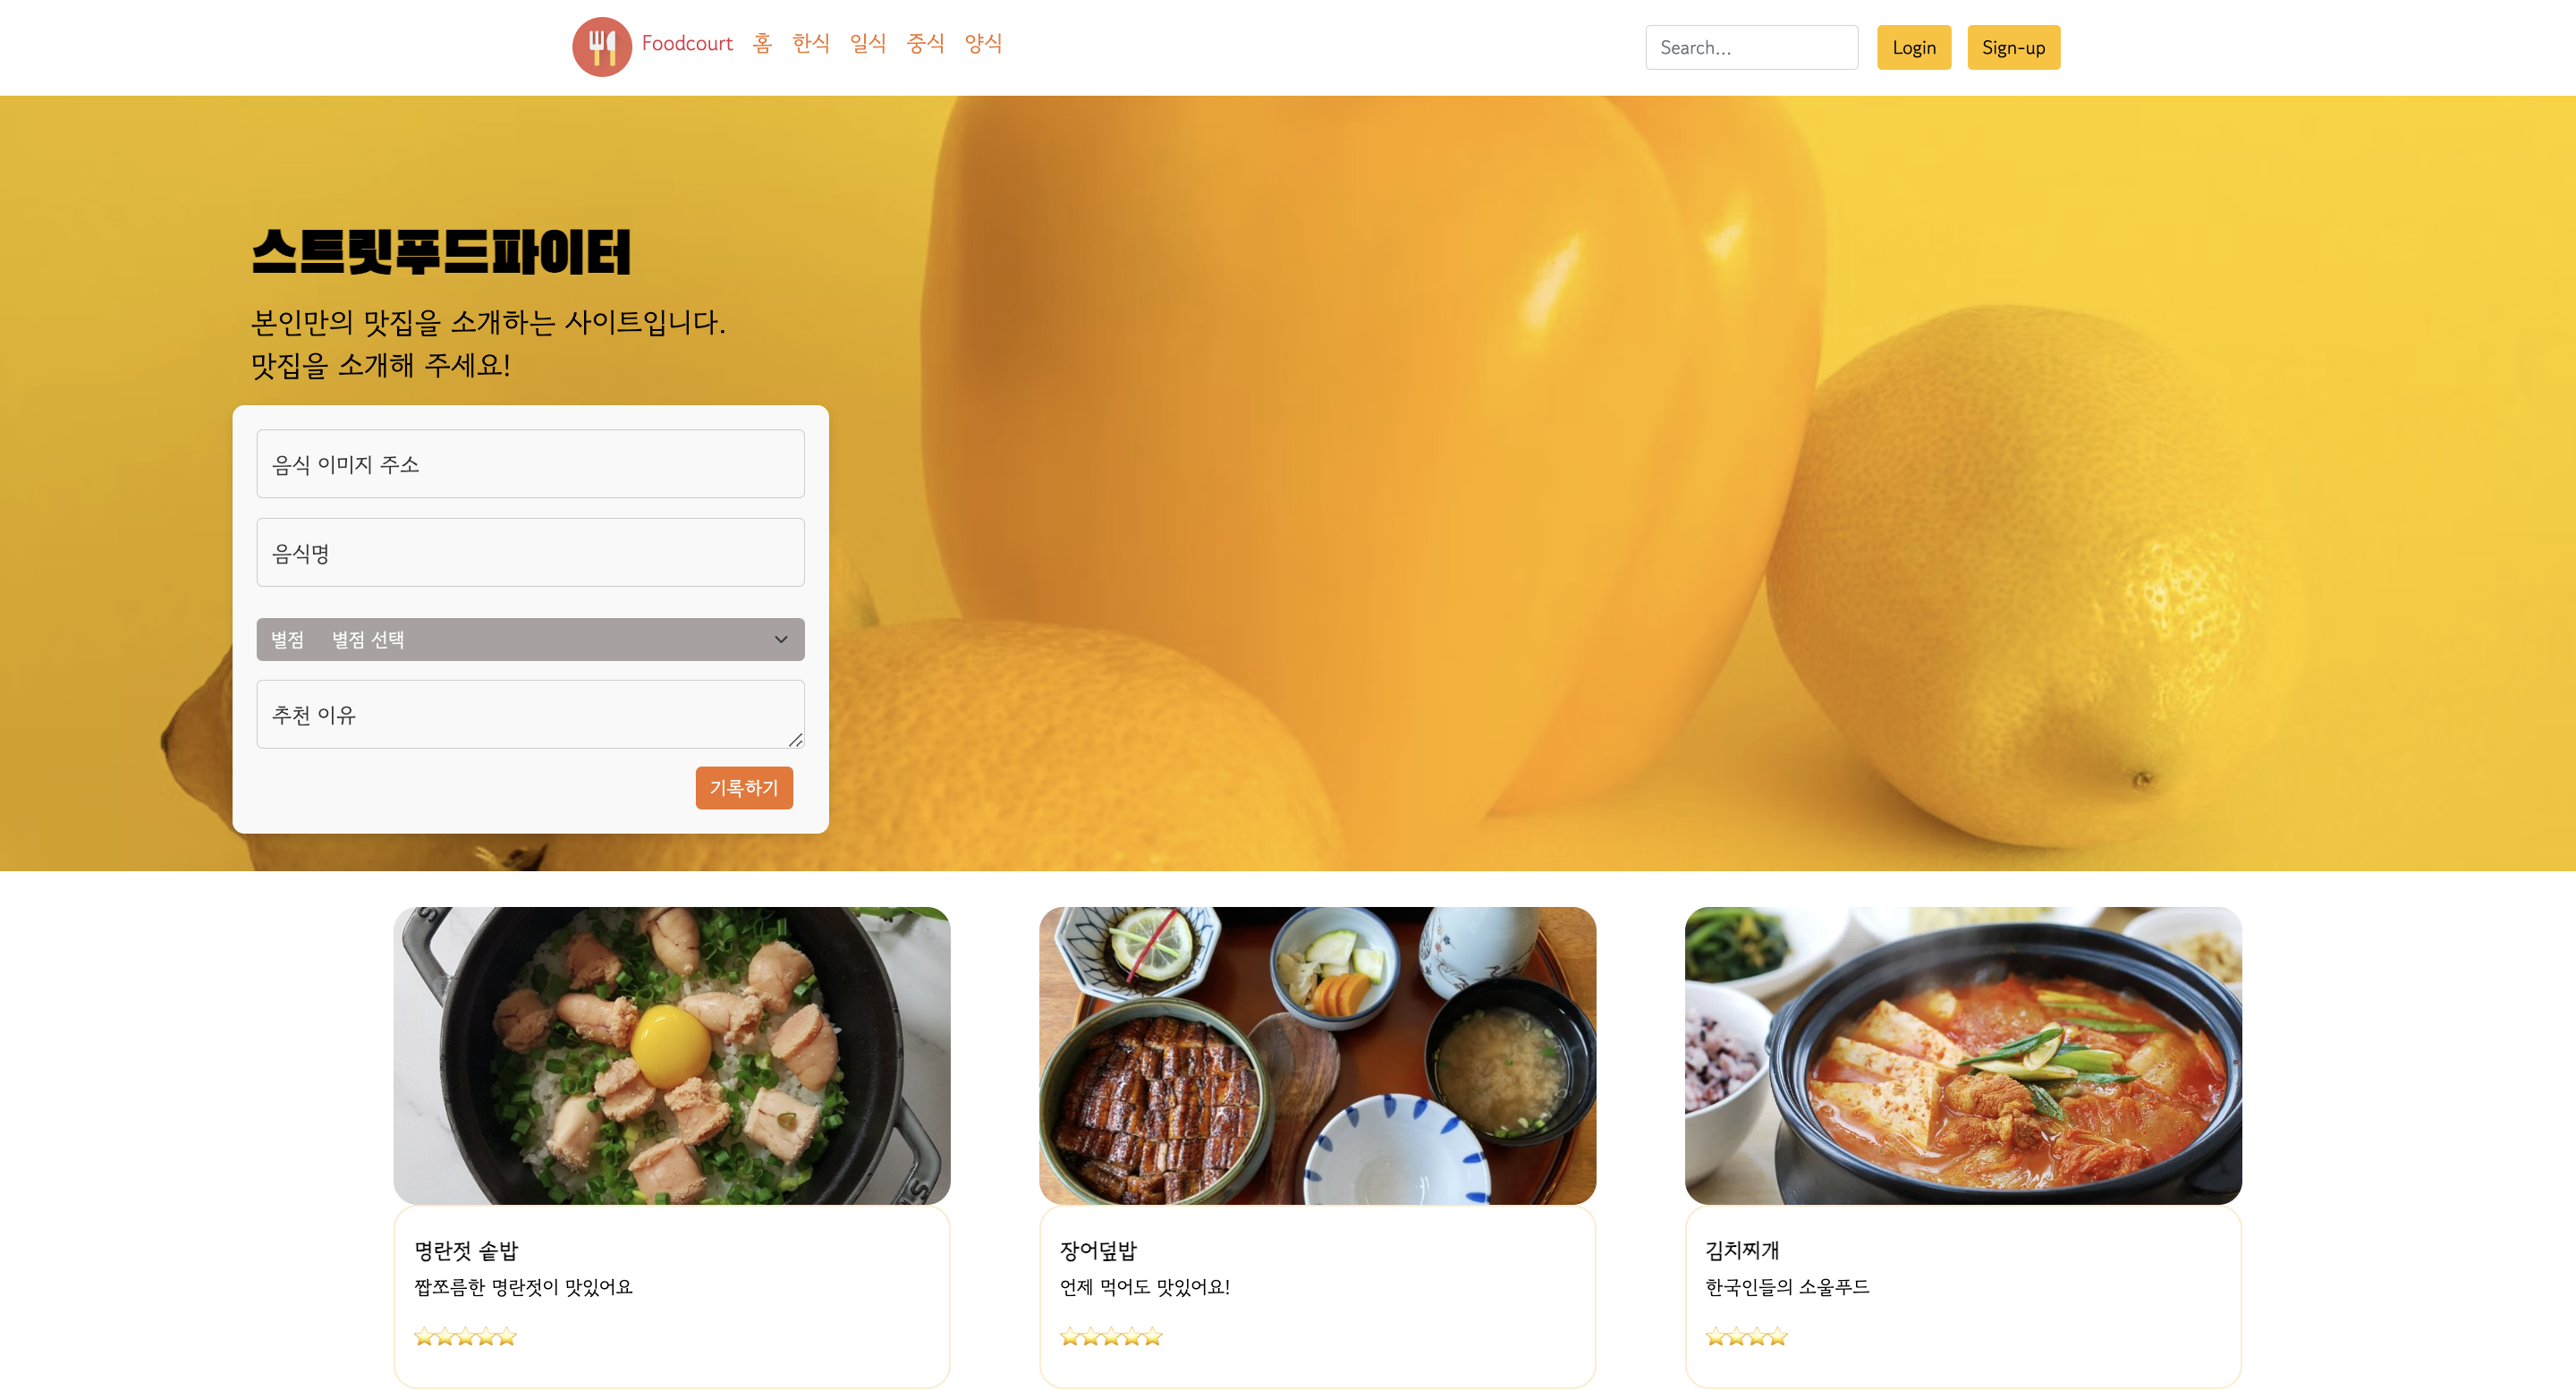 Foodcourt 홈 한식 일식 중식 양식 Search... Login Sign-up
스트릿푸드파이터
본인만의 맛집을 소개하는 사이트입니다.
맛집을 소개해 주세요!
음식 이미지 주소
음식명
별점 별점 선택
추천 이유
기록하기
명란젓 솥밥
짭쪼름한 명란젓이 맛있어요
⭐⭐⭐⭐⭐
장어덮밥
언제 먹어도 맛있어요!
⭐⭐⭐⭐⭐
김치찌개
한국인들의 소울푸드
⭐⭐⭐⭐